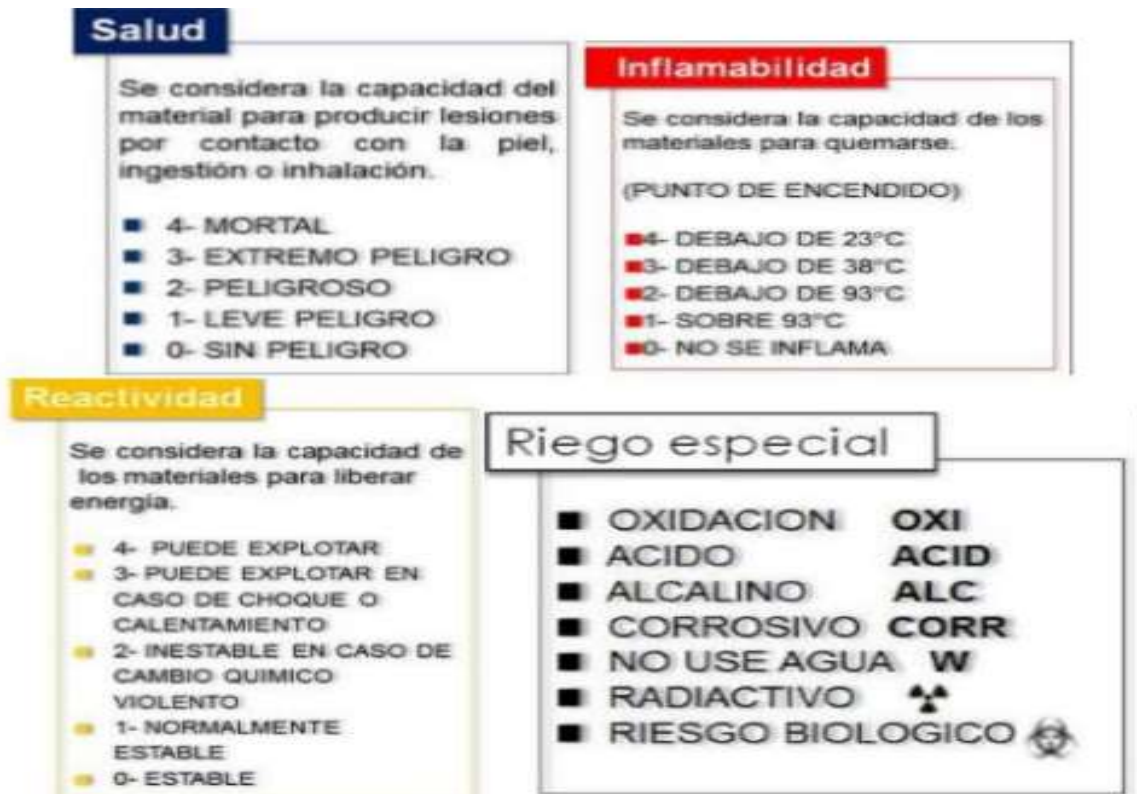 Salud
Se considera la capacidad del
material para producir lesiones
por contacto con la piel,
ingestión o inhalación.
4- MORTAL
3- EXTREMO PELIGRO
2- PELIGROSO
1- LEVE PELIGRO
0- SIN PELIGRO
Inflamabilidad
Se considera la capacidad de los
materiales para quemarse.
(PUNTO DE ENCENDIDO)
4- DEBAJO DE 23°C
3- DEBAJO DE 38°C
2- DEBAJO DE 93°C
1- SOBRE 93°C
0- NO SE INFLAMA
Reactividad
Se considera la capacidad de
los materiales para liberar
energía.
4- PUEDE EXPLOTAR
3- PUEDE EXPLOTAR EN
CASO DE CHOQUE O
CALENTAMIENTO
2- INESTABLE EN CASO DE
CAMBIO QUIMICO
VIOLENTO
1- NORMALMENTE
ESTABLE
0- ESTABLE
Riego especial
OXIDACION OXI
ACIDO ACID
ALCALINO ALC
CORROSIVO CORR
NO USE AGUA W
RADIACTIVO
RIESGO BIOLOGICO